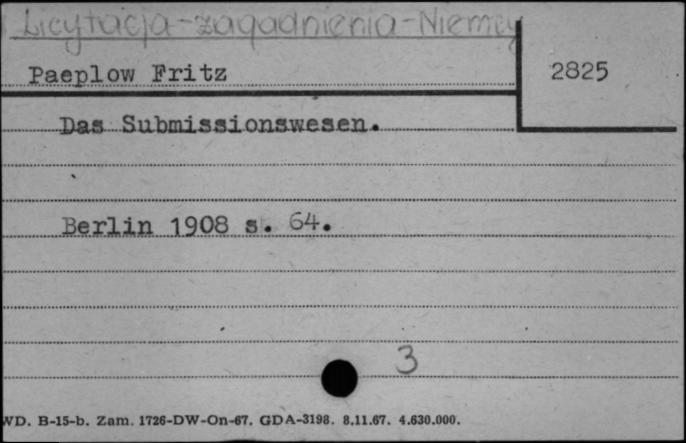 Licytacja-zagadnienia-Niemcy
Paeplow Fritz
2825
Das Submissionswesen.
Berlin 1908 s. 64.
3
WD. B-15-b. Zam. 1726-DW-On-67. GDA-3198. 8.11.67. 4.630.000.